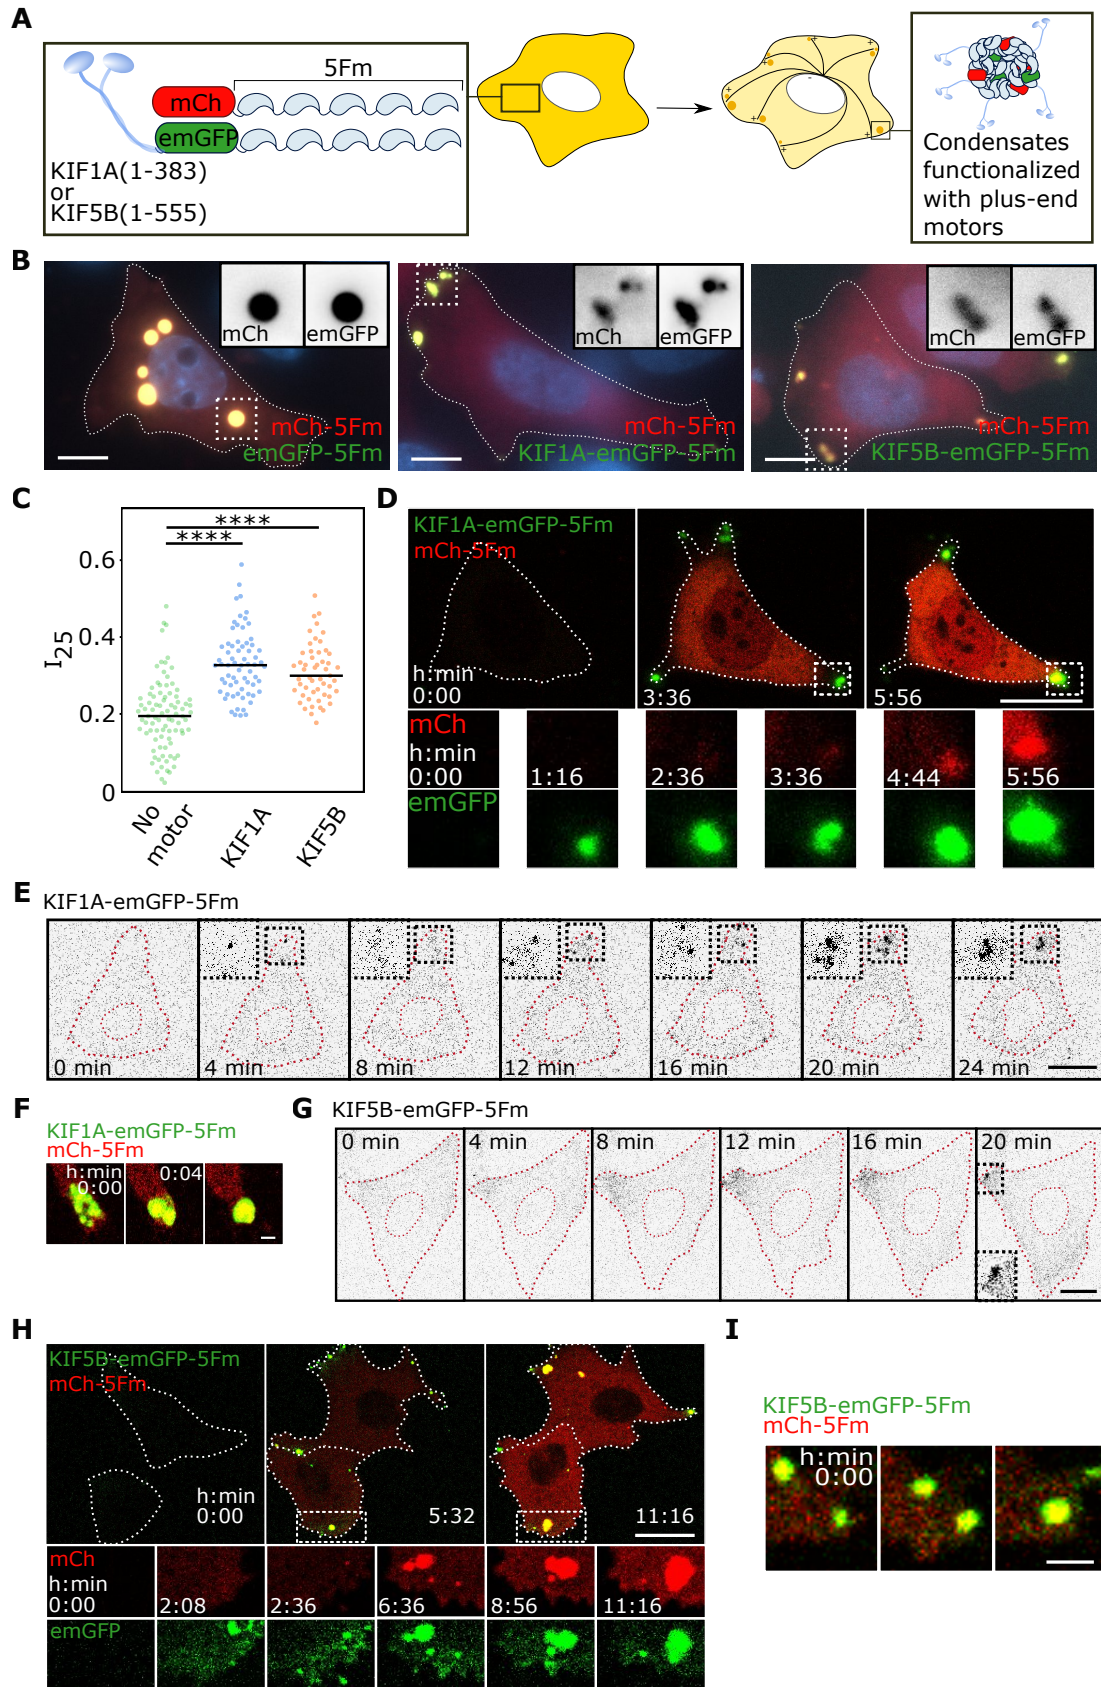 A
5Fm
mCh
emGFP
KIF1A(1-383)
or
KIF5B(1-555)
+
+
+
+
+
+
-
Condensates
functionalized
with plus-end
motors
B
mCh
emGFP
mCh-5Fm
emGFP-5Fm
mCh
emGFP
mCh-5Fm
KIF1A-emGFP-5Fm
mCh
emGFP
mCh-5Fm
KIF5B-emGFP-5Fm
C
I25
0.6
0.4
0.2
0
****
****
No motor
KIF1A
KIF5B
D
KIF1A-emGFP-5Fm
mCh-5Fm
h:min
0:00
3:36
5:56
mCh
h:min
0:00
1:16
2:36
3:36
4:44
5:56
emGFP
E
KIF1A-emGFP-5Fm
0 min
4 min
8 min
12 min
16 min
20 min
24 min
F
KIF1A-emGFP-5Fm
mCh-5Fm
h:min
0:00
0:04
G
KIF5B-emGFP-5Fm
0 min
4 min
8 min
12 min
16 min
20 min
H
KIF5B-emGFP-5Fm
mCh-5Fm
h:min
0:00
5:32
11:16
mCh
h:min
0:00
2:08
2:36
6:36
8:56
11:16
emGFP
I
KIF5B-emGFP-5Fm
mCh-5Fm
h:min
0:00